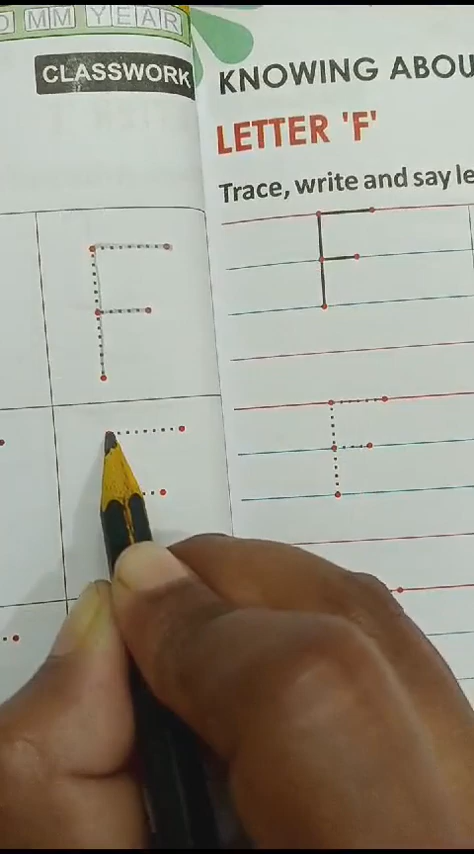 MM YEAR
CLASSWORK
KNOWING ABOU
LETTER 'F'
Trace, write and say le
F
F
F